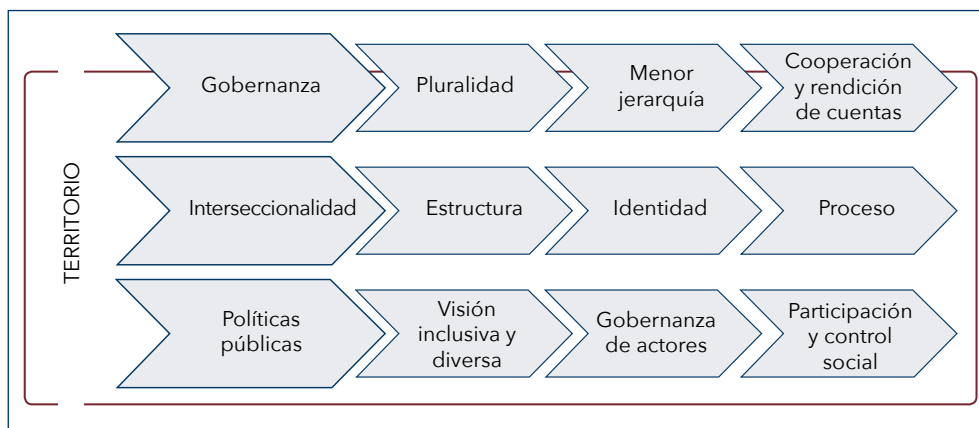 TERRITORIO
Gobernanza
Pluralidad
Menor
jerarquía
Cooperación
y rendición
de cuentas
Interseccionalidad
Estructura
Identidad
Proceso
Políticas
públicas
Visión
inclusiva y
diversa
Gobernanza
de actores
Participación
y control
social